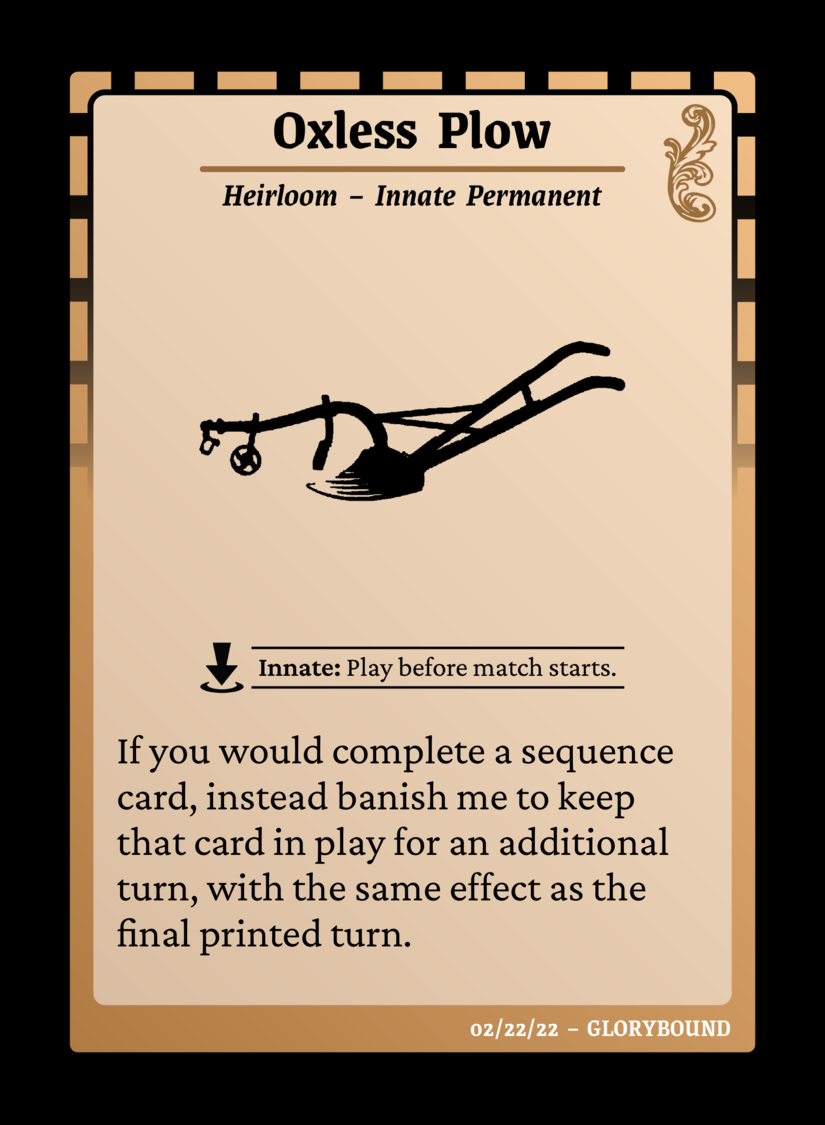 Oxless Plow
Heirloom – Innate Permanent
Innate: Play before match starts.
If you would complete a sequence
card, instead banish me to keep
that card in play for an additional
turn, with the same effect as the
final printed turn.
02/22/22 – GLORYBOUND